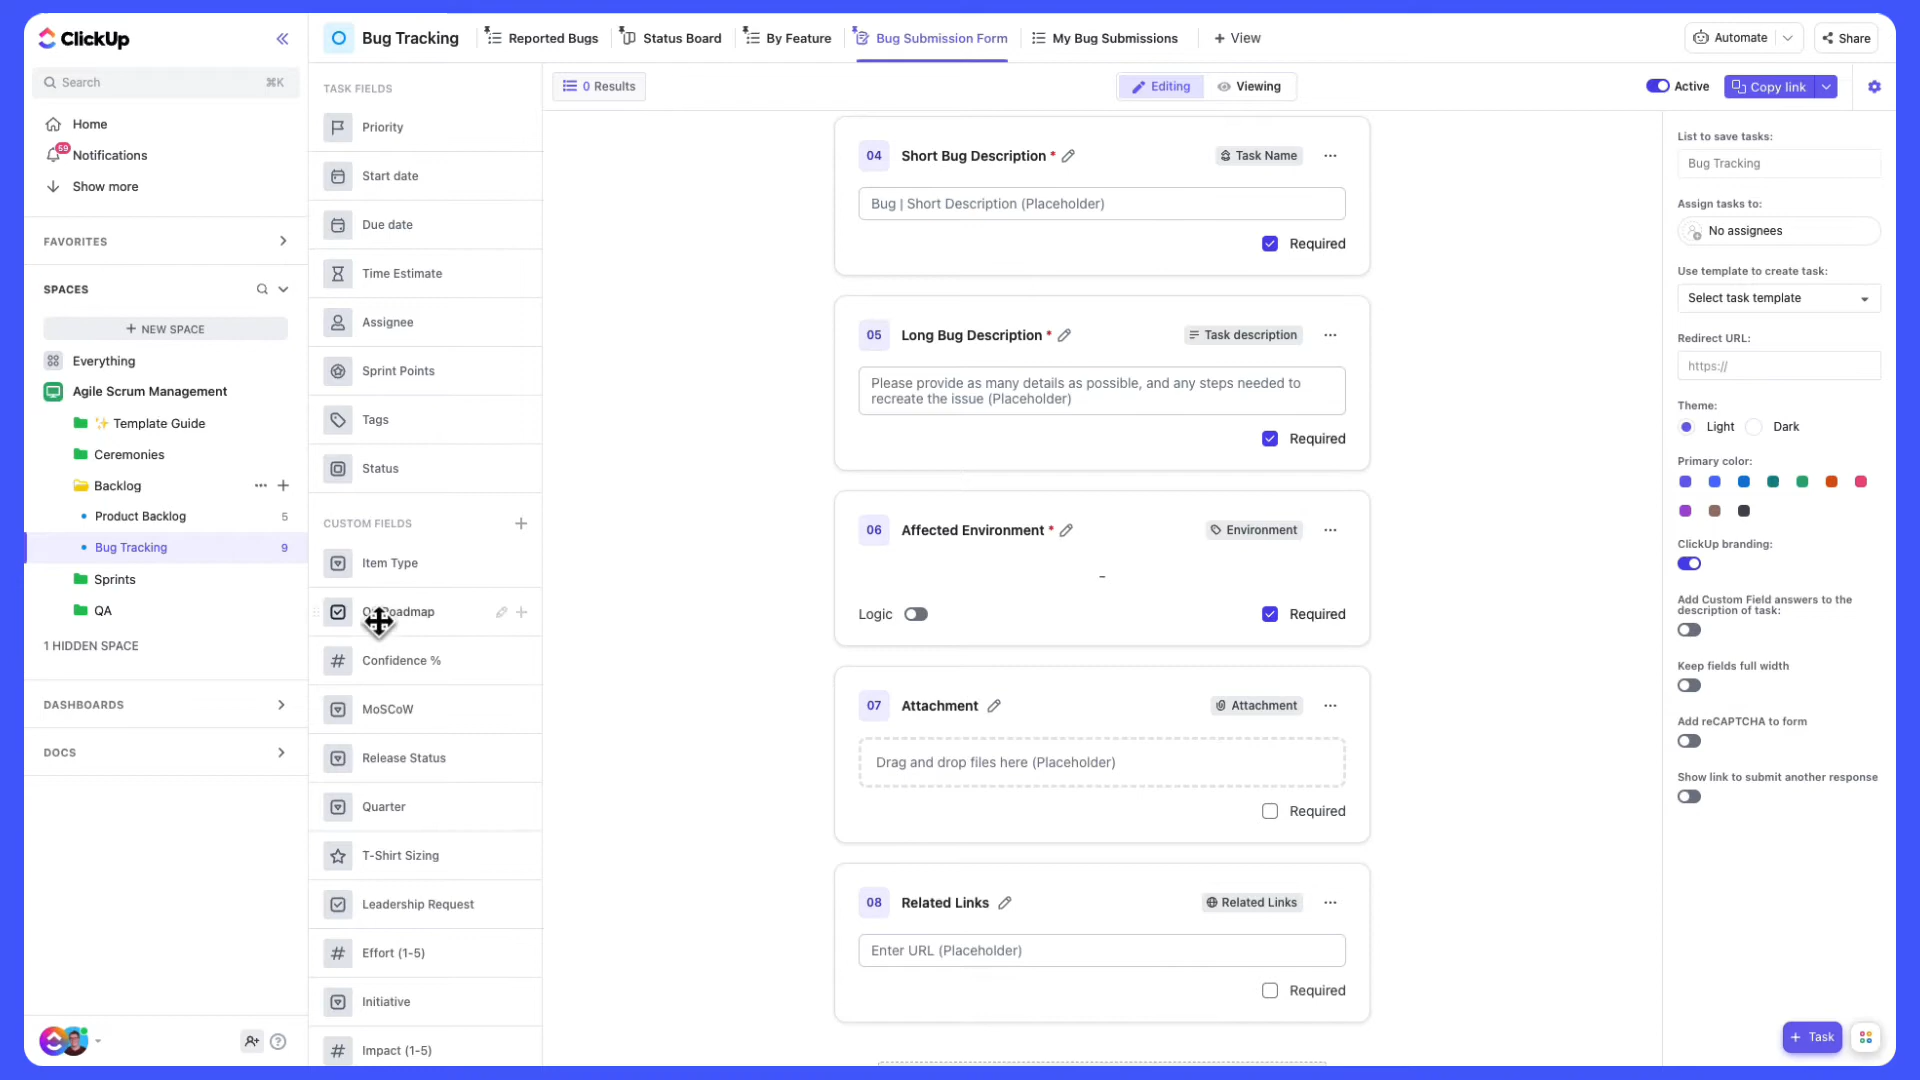 ClickUp
Search
⌘K
Home
59
Notifications
Show more
FAVORITES
SPACES
+ NEW SPACE
Everything
Agile Scrum Management
✨ Template Guide
Ceremonies
Backlog
Product Backlog 5
Bug Tracking 9
Sprints
QA
1 HIDDEN SPACE
DASHBOARDS
DOCS
Bug Tracking
Reported Bugs
Status Board
By Feature
Bug Submission Form
My Bug Submissions
+ View
Automate
Share
TASK FIELDS
Priority
Start date
Due date
Time Estimate
Assignee
Sprint Points
Tags
Status
CUSTOM FIELDS
Item Type
Roadmap
Confidence %
MoSCoW
Release Status
Quarter
T-Shirt Sizing
Leadership Request
Effort (1-5)
Initiative
Impact (1-5)
0 Results
Editing
Viewing
Active
Copy link
04 Short Bug Description *
Task Name
Bug | Short Description (Placeholder)
Required
05 Long Bug Description *
Task description
Please provide as many details as possible, and any steps needed to
recreate the issue (Placeholder)
Required
06 Affected Environment *
Environment
–
Logic
Required
07 Attachment
Attachment
Drag and drop files here (Placeholder)
Required
08 Related Links
Related Links
Enter URL (Placeholder)
Required
List to save tasks:
Bug Tracking
Assign tasks to:
No assignees
Use template to create task:
Select task template
Redirect URL:
https://
Theme:
Light
Dark
Primary color:
ClickUp branding:
Add Custom Field answers to the
description of task:
Keep fields full width
Add reCAPTCHA to form
Show link to submit another response
+ Task